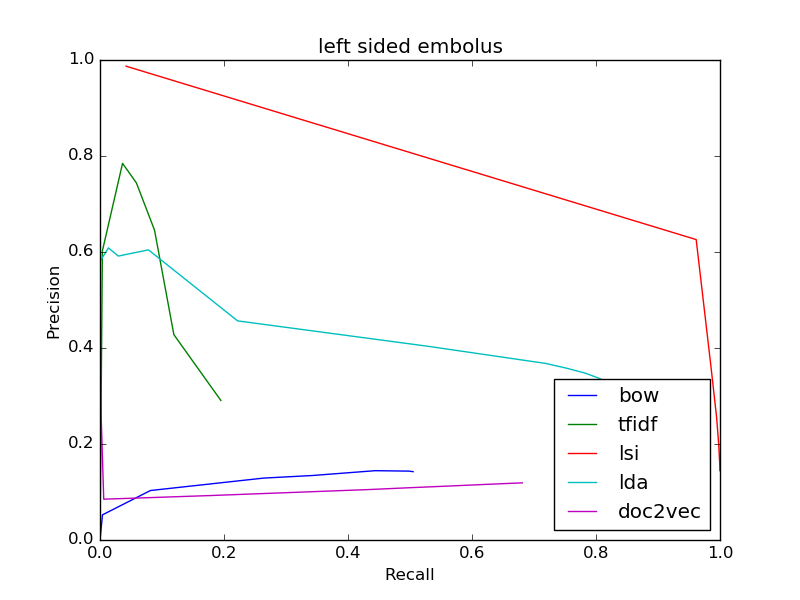 left sided embolus
1.0
0.8
0.6
0.4
0.2
0.0
Precision
0.0 0.2 0.4 0.6 0.8 1.0
Recall
bow
tfidf
lsi
lda
doc2vec